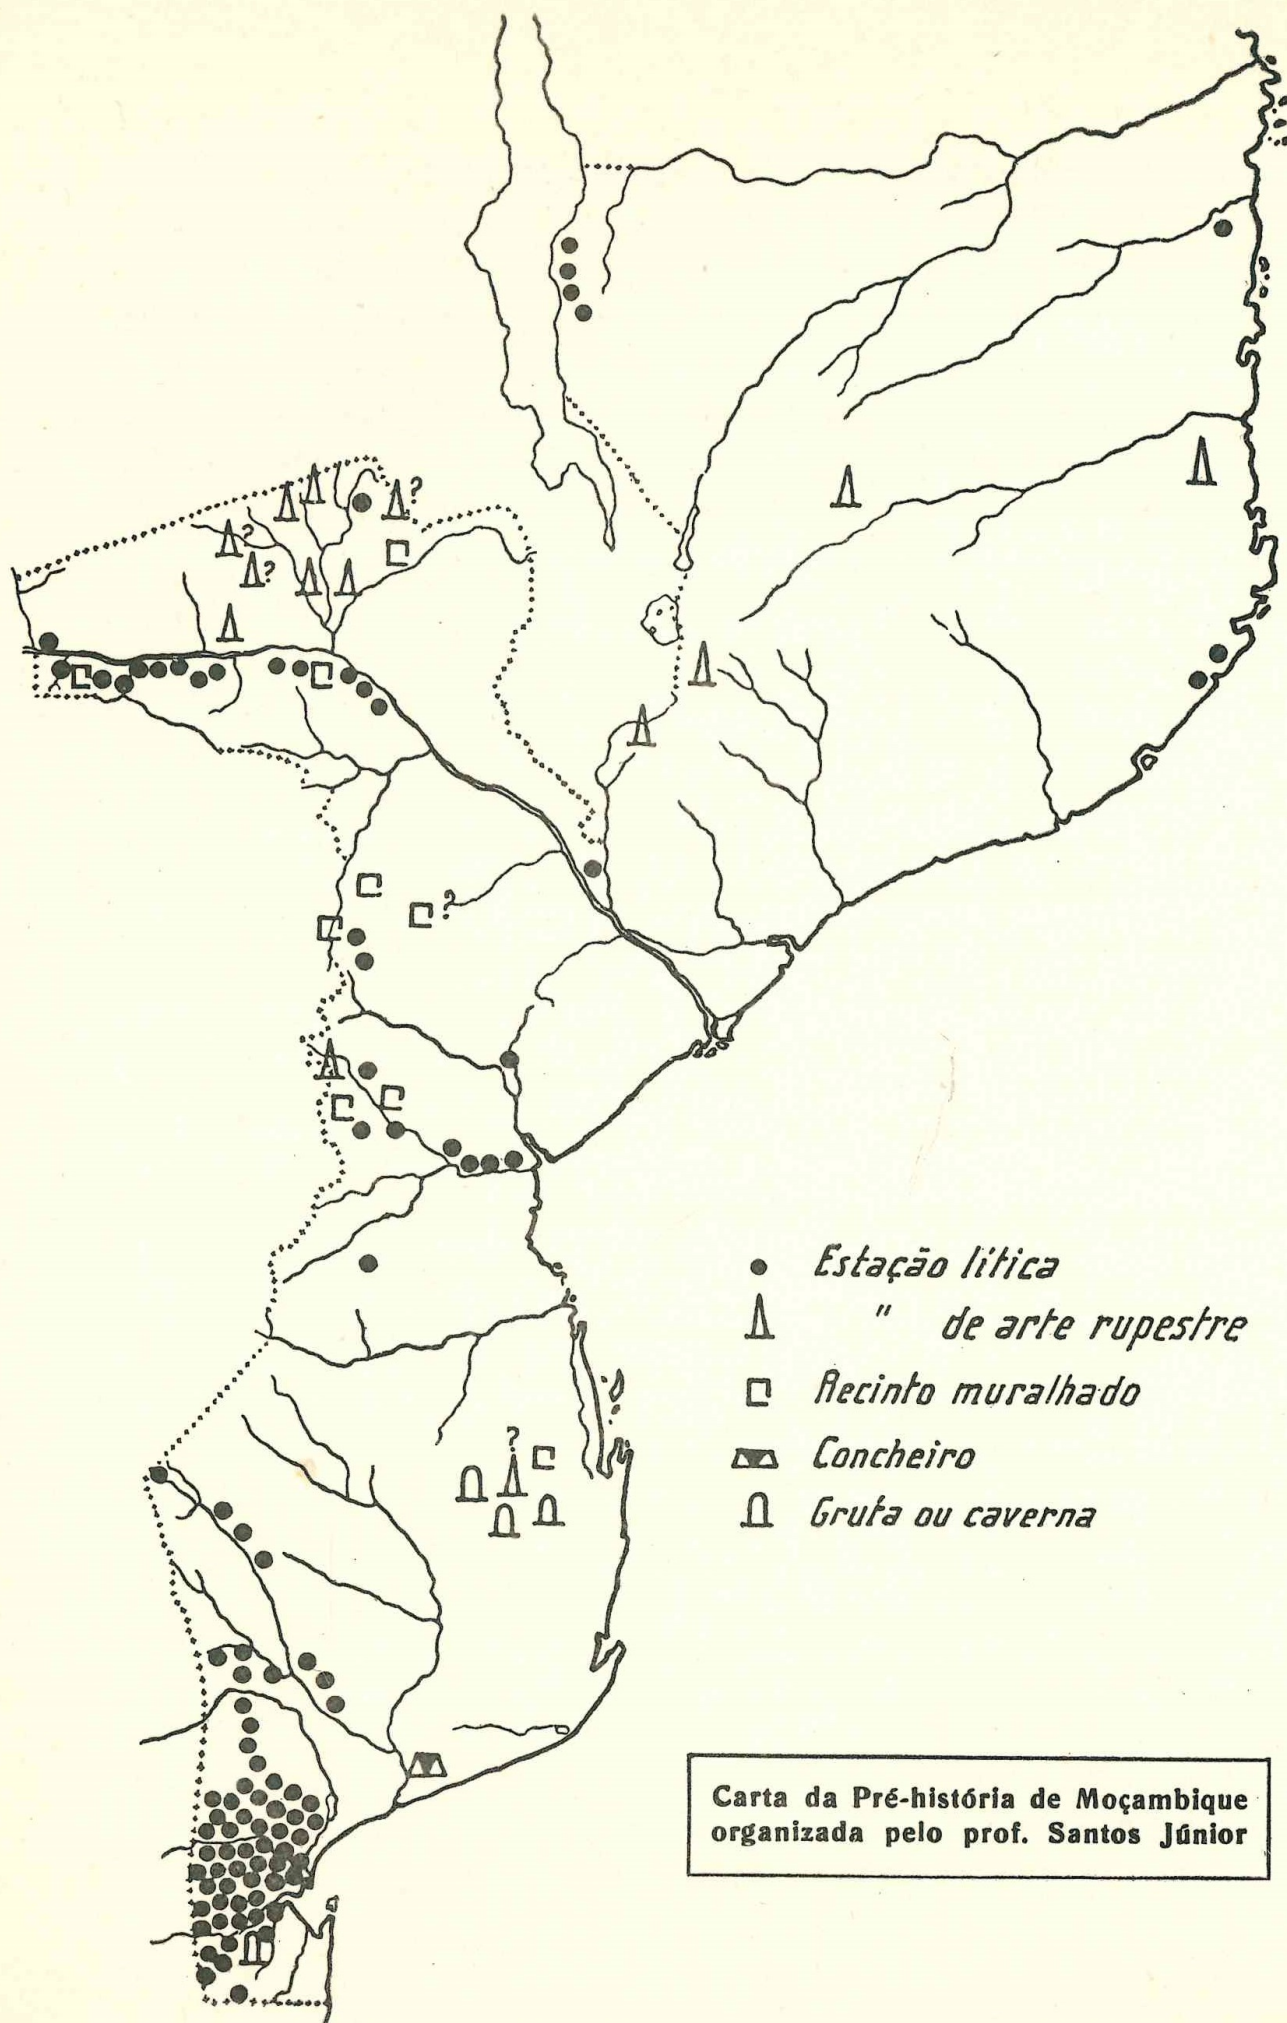 ?
?
?
?
?
?
Estação lítica
" de arte rupestre
Recinto muralhado
Concheiro
Gruta ou caverna
Carta da Pré-história de Moçambique
organizada pelo prof. Santos Júnior